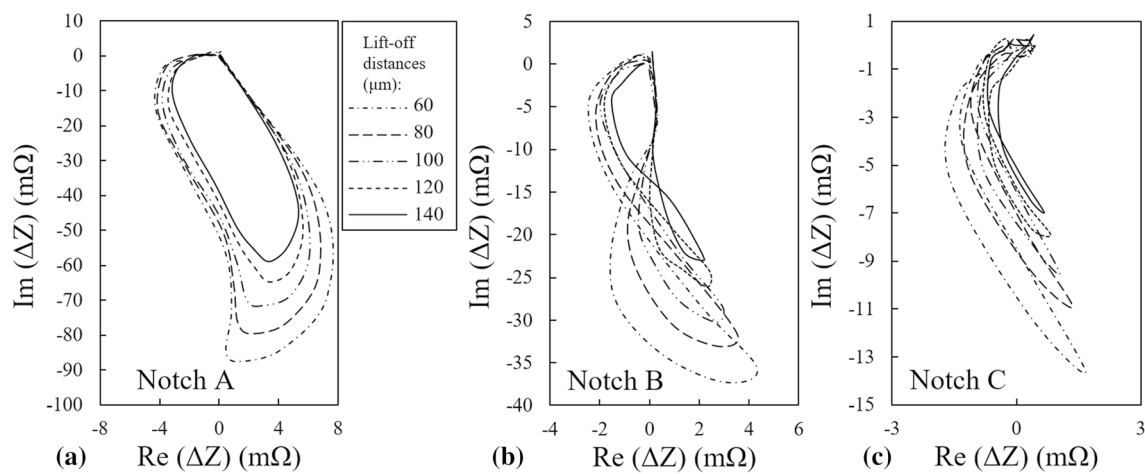 10
0
-10
-20
-30
-40
-50
-60
-70
-80
-90
-100
Im (ΔZ) (mΩ)
Notch A
-8 -4 0 4 8
(a) Re (ΔZ) (mΩ)
Lift-off
distances
(μm):
60
80
100
120
140
5
0
-5
-10
-15
-20
-25
-30
-35
-40
Im (ΔZ) (mΩ)
Notch B
-6 -4 -2 0 2 4 6
(b) Re (ΔZ) (mΩ)
1
-1
-3
-5
-7
-9
-11
-13
-15
Im (ΔZ) (mΩ)
Notch C
-3 0 3
(c) Re (ΔZ) (mΩ)